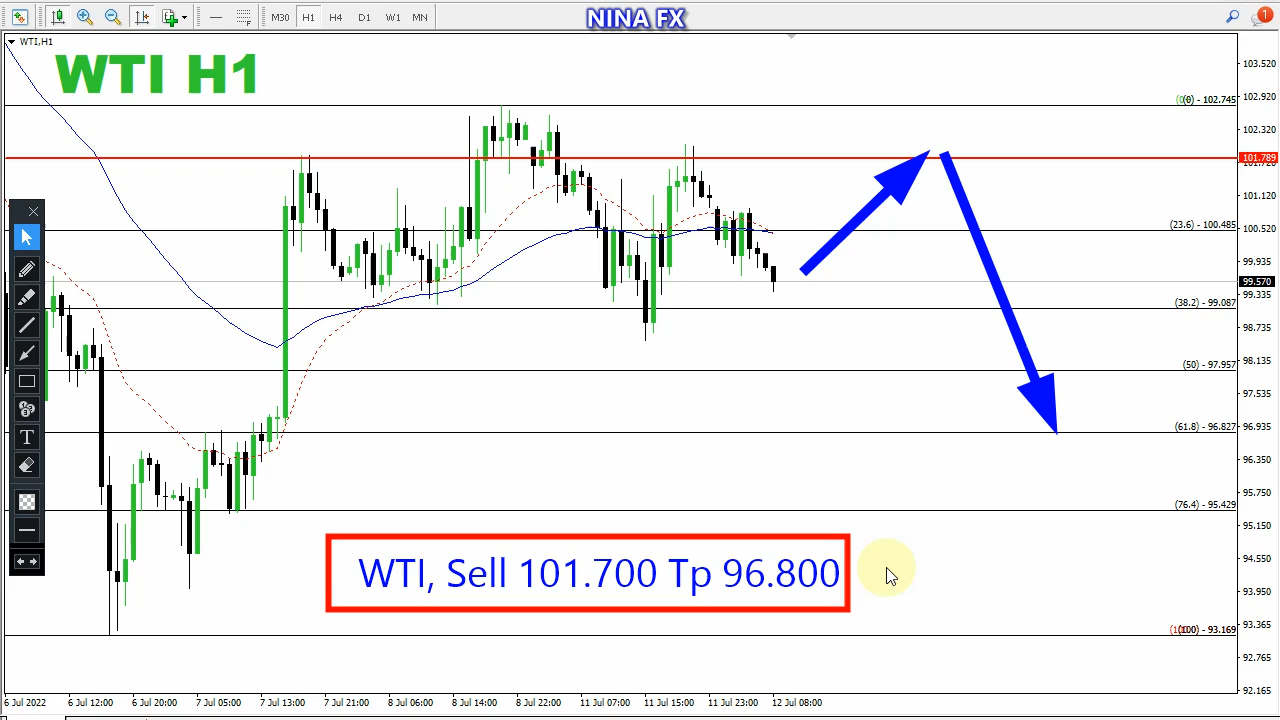 M30 H1 H4 D1 W1 MN
NINA FX
1
WTI,H1
WTI H1
103.520
(0) - 102.745
102.920
102.320
101.789
101.120
(23.6) - 100.485
100.520
99.935
99.570
99.335
(38.2) - 99.087
98.735
(50) - 97.957
98.135
97.535
(61.8) - 96.827
96.935
96.350
95.750
(76.4) - 95.429
95.150
94.550
93.950
93.365
(100) - 93.169
92.765
92.165
T
WTI, Sell 101.700 Tp 96.800
6 Jul 2022 6 Jul 12:00 6 Jul 20:00 7 Jul 05:00 7 Jul 13:00 7 Jul 21:00 8 Jul 06:00 8 Jul 14:00 8 Jul 22:00 11 Jul 07:00 11 Jul 15:00 11 Jul 23:00 12 Jul 08:00